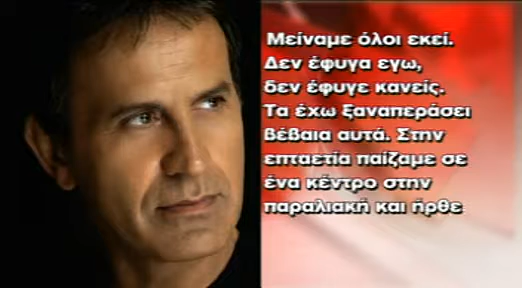 Μείναμε όλοι εκεί.
Δεν έφυγα εγω,
δεν έφυγε κανείς.
Τα έχω ξαναπεράσει
βέβαια αυτά. Στην
επταετία παίζαμε σε
ένα κέντρο στην
παραλιακή και ήρθε